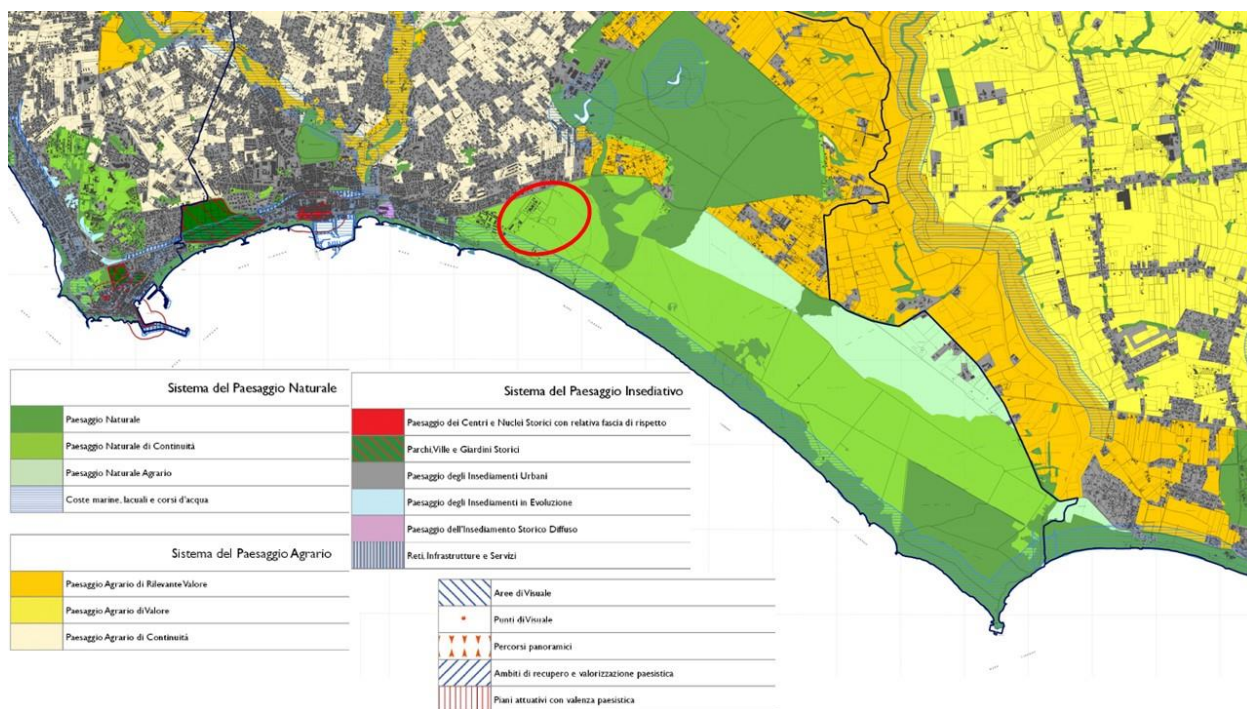 Sistema del Paesaggio Naturale
Paesaggio Naturale
Paesaggio Naturale di Continuità
Paesaggio Naturale Agrario
Coste marine, lacuali e corsi d'acqua
Sistema del Paesaggio Agrario
Paesaggio Agrario di Rilevante Valore
Paesaggio Agrario di Valore
Paesaggio Agrario di Continuità
Sistema del Paesaggio Insediativo
Paesaggio dei Centri e Nuclei Storici con relativa fascia di rispetto
Parchi, Ville e Giardini Storici
Paesaggio degli Insediamenti Urbani
Paesaggio degli Insediamenti in Evoluzione
Paesaggio dell'Insediamento Storico Diffuso
Reti, Infrastrutture e Servizi
Aree di Visuale
Punti di Visuale
Percorsi panoramici
Ambiti di recupero e valorizzazione paesistica
Piani attuativi con valenza paesistica